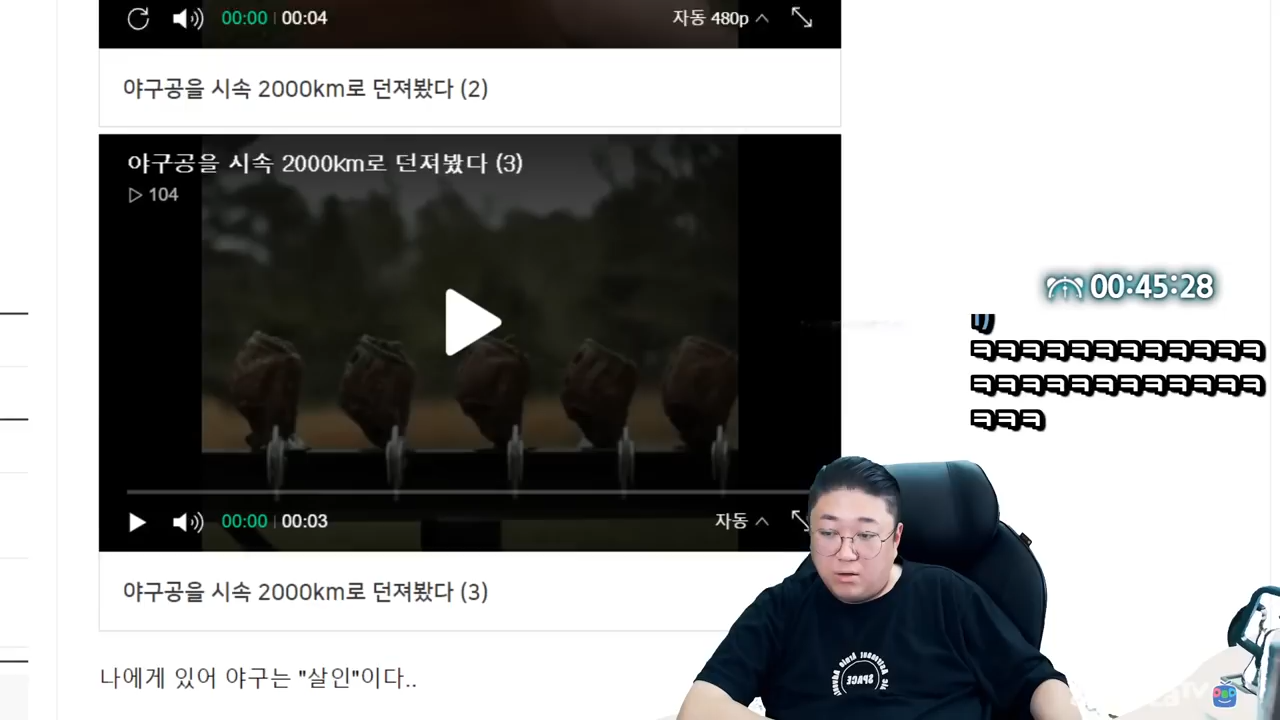 00:00 00:04
자동 480p
야구공을 시속 2000km로 던져봤다 (2)
야구공을 시속 2000km로 던져봤다 (3)
104
00:45:28
ㅋㅋㅋㅋㅋㅋㅋㅋㅋㅋㅋㅋ
ㅋㅋㅋㅋㅋㅋㅋㅋㅋㅋㅋㅋ
ㅋㅋㅋ
00:00 00:03
자동
야구공을 시속 2000km로 던져봤다 (3)
나에게 있어 야구는 "살인"이다..
SPACE